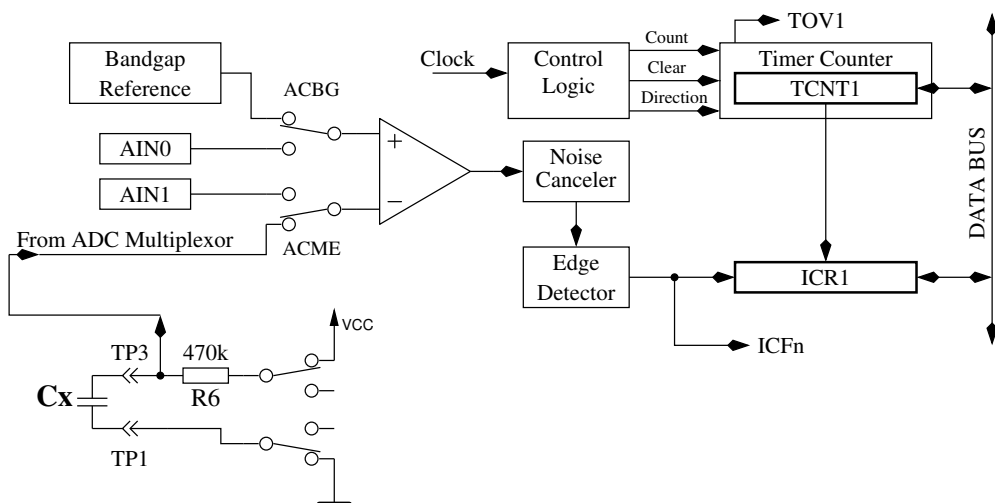 Bandgap
Reference
ACBG
AIN0
AIN1
From ADC Multiplexor
ACME
+
−
Clock
Control
Logic
Count
Clear
Direction
TOV1
Timer Counter
TCNT1
Noise
Canceler
Edge
Detector
ICR1
ICFn
DATA BUS
VCC
TP3
470k
R6
Cx
TP1